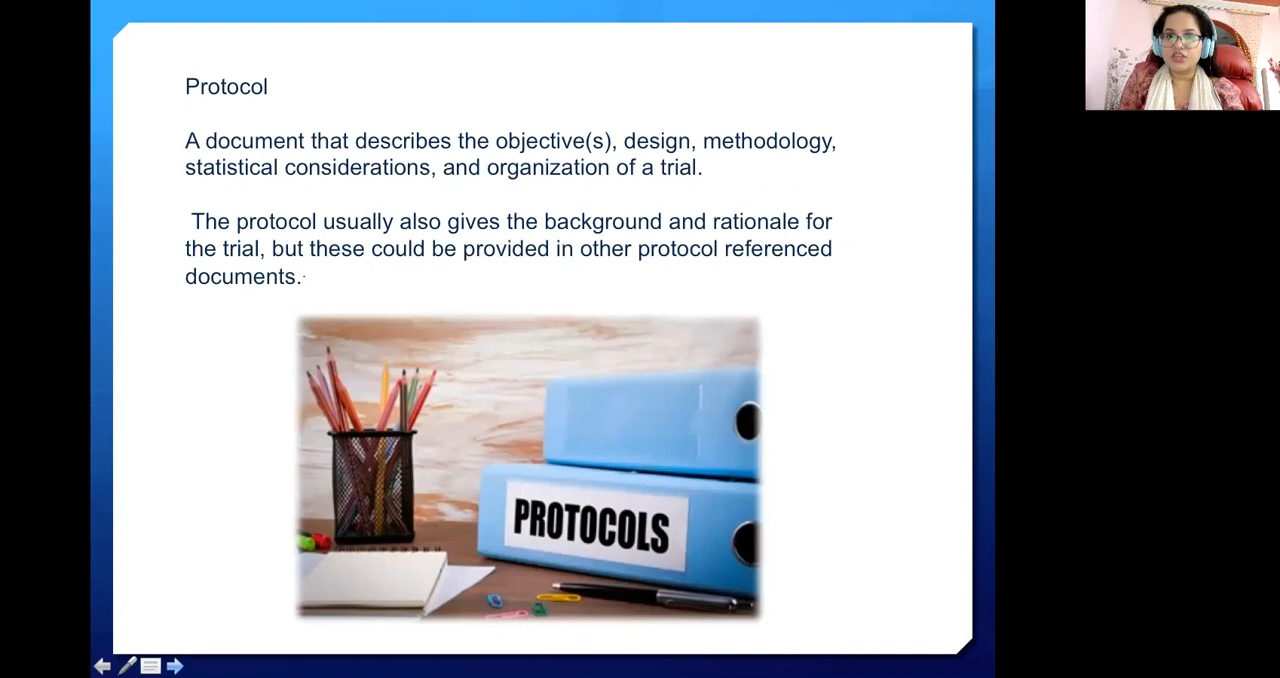 Protocol
A document that describes the objective(s), design, methodology,
statistical considerations, and organization of a trial.
The protocol usually also gives the background and rationale for
the trial, but these could be provided in other protocol referenced
documents.
PROTOCOLS